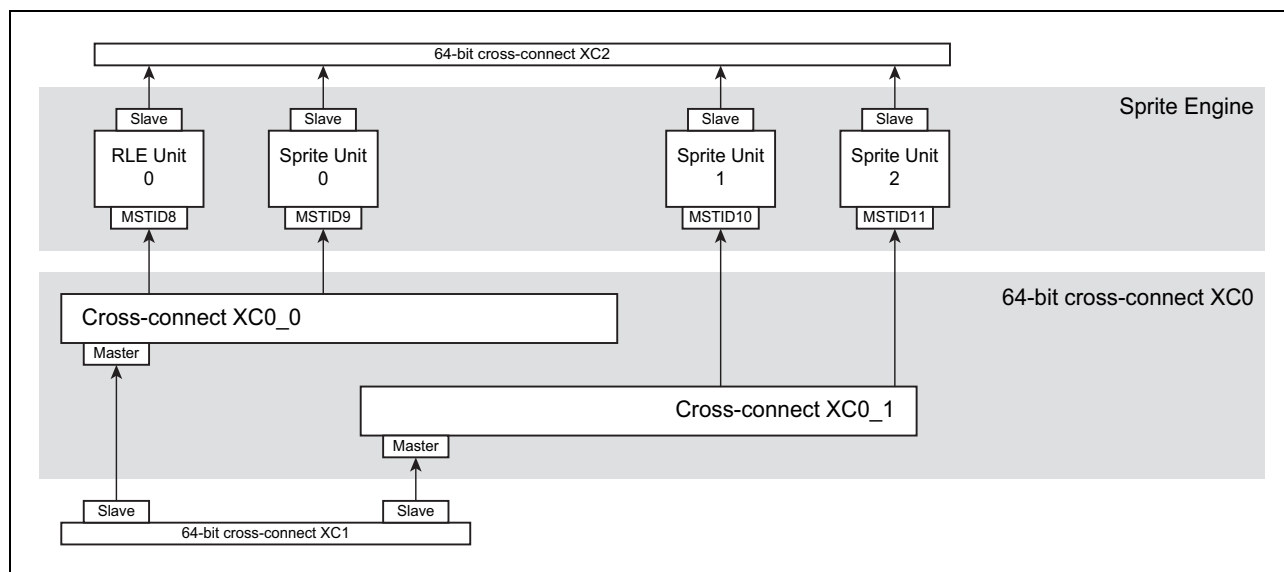 64-bit cross-connect XC2
Sprite Engine
Slave
Slave
Slave
Slave
RLE Unit
0
Sprite Unit
0
Sprite Unit
1
Sprite Unit
2
MSTID8
MSTID9
MSTID10
MSTID11
64-bit cross-connect XC0
Cross-connect XC0_0
Master
Cross-connect XC0_1
Master
Slave
Slave
64-bit cross-connect XC1